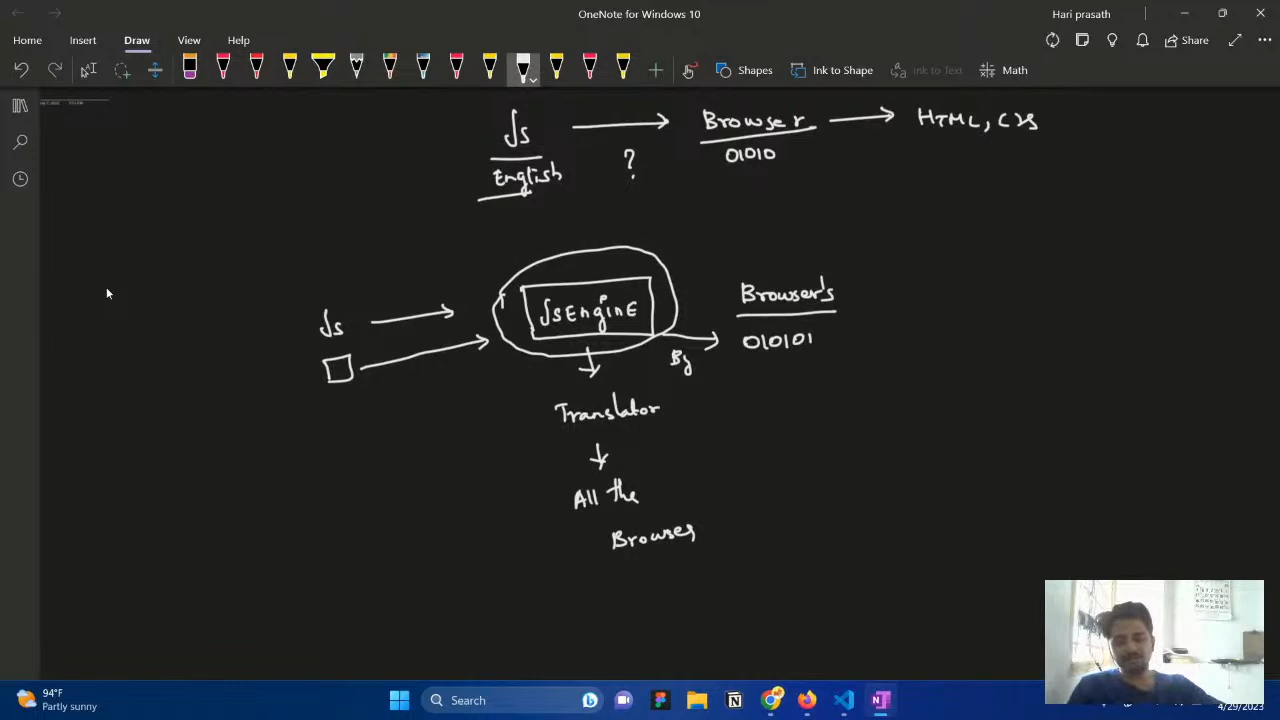 OneNote for Windows 10
Hari prasath
Home Insert Draw View Help
Share
Shapes Ink to Shape Ink to Text Math
Js → Browser → HTML, CSS
English ? 01010
Js JsEnginE Browser's
By 010101
Translator
All the
Browser
94°F
Partly sunny
Search
4/29/2023